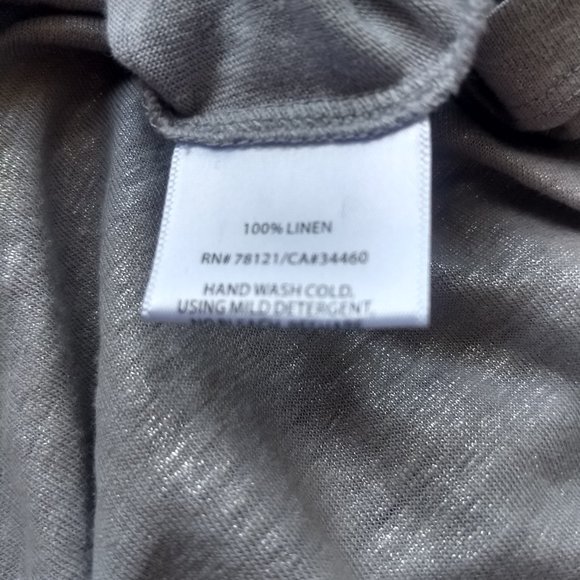 100% LINEN
RN# 78121/CA#34460
HAND WASH COLD.
USING MILD DETERGENT.